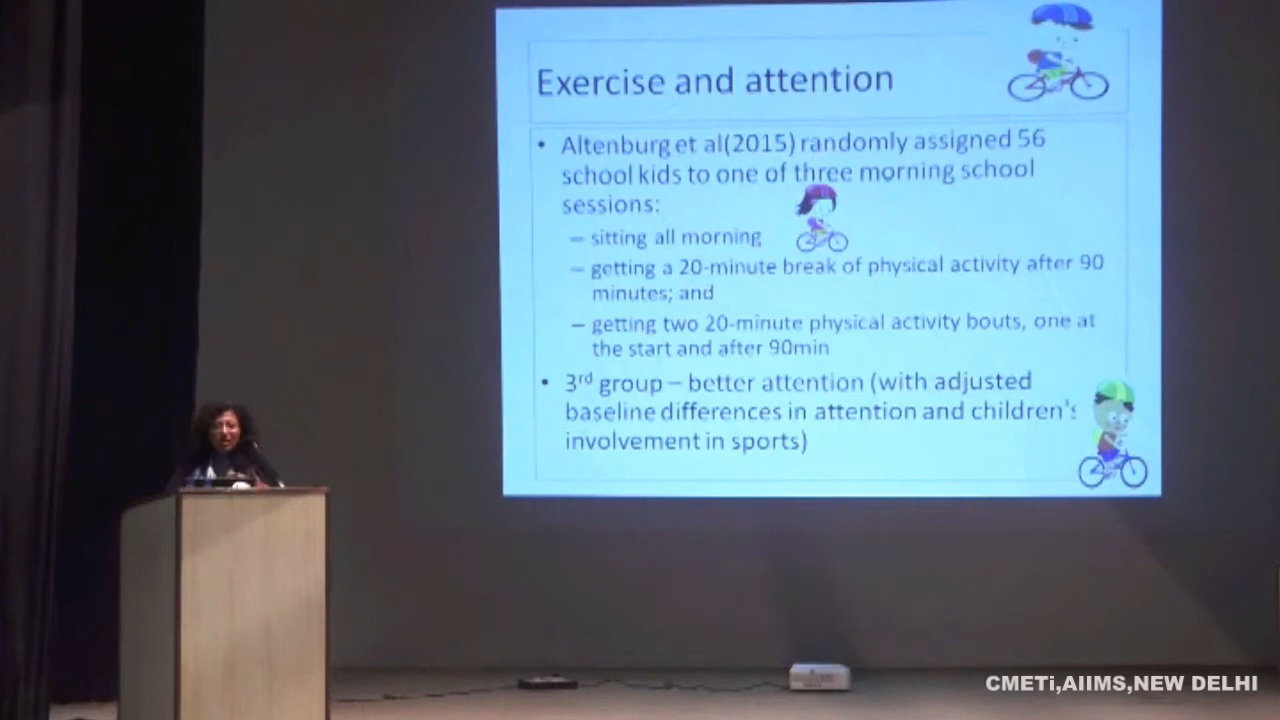 Exercise and attention
• Altenburg et al(2015) randomly assigned 56
school kids to one of three morning school
sessions:
– sitting all morning
– getting a 20-minute break of physical activity after 90
minutes; and
– getting two 20-minute physical activity bouts, one at
the start and after 90min
• 3rd group – better attention (with adjusted
baseline differences in attention and children's
involvement in sports)
CMETi,AIIMS,NEW DELHI